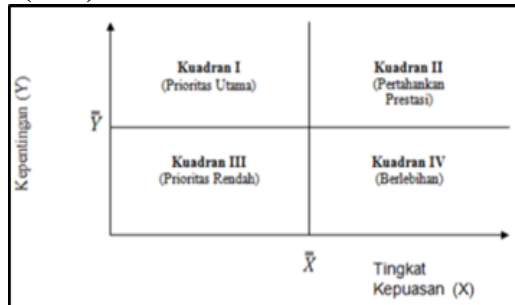 Kuadran I
(Prioritas Utama)
Kuadran II
(Pertahankan
Prestasi)
Kepentingan (Y)
Y̿
Kuadran III
(Prioritas Rendah)
Kuadran IV
(Berlebihan)
X̿
Tingkat
Kepuasan (X)